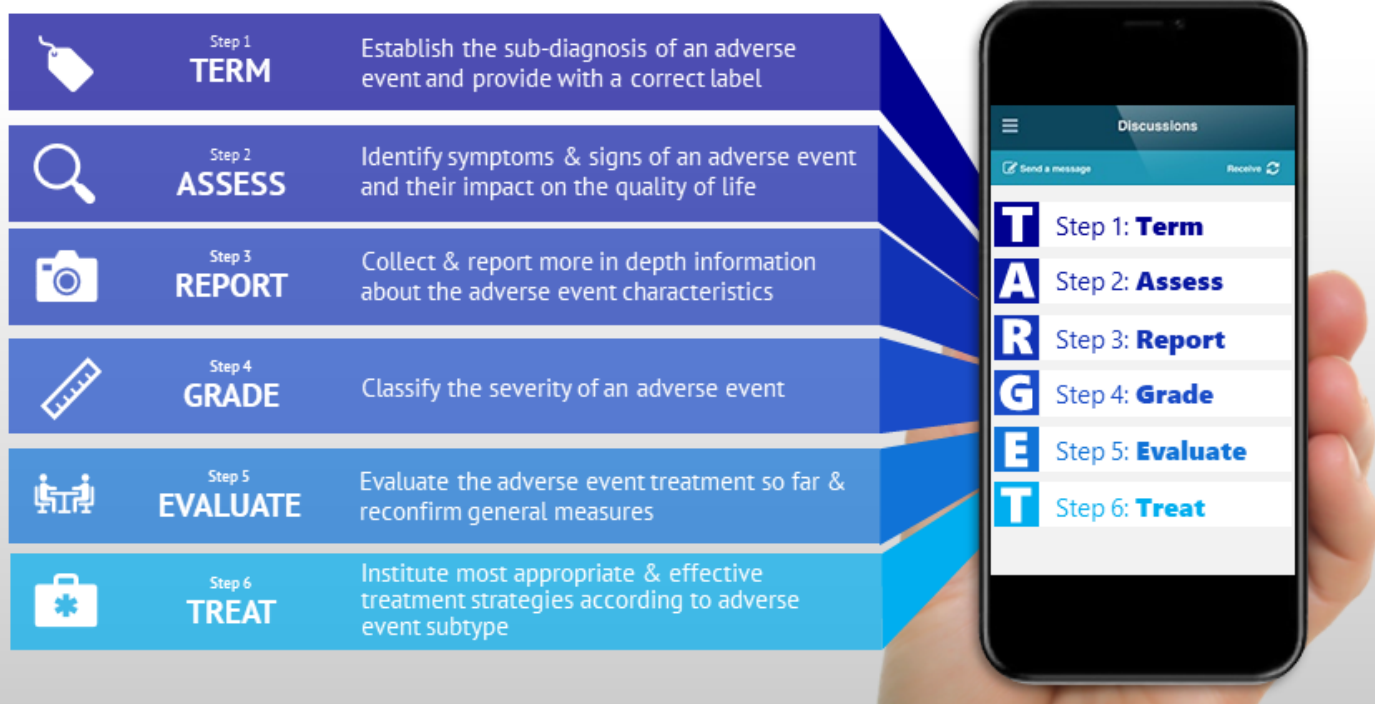 Step 1
TERM
Establish the sub-diagnosis of an adverse
event and provide with a correct label
Step 2
ASSESS
Identify symptoms & signs of an adverse event
and their impact on the quality of life
Step 3
REPORT
Collect & report more in depth information
about the adverse event characteristics
Step 4
GRADE
Classify the severity of an adverse event
Step 5
EVALUATE
Evaluate the adverse event treatment so far &
reconfirm general measures
Step 6
TREAT
Institute most appropriate & effective
treatment strategies according to adverse
event subtype
Discussions
Send a message Receive
T Step 1: Term
A Step 2: Assess
R Step 3: Report
G Step 4: Grade
E Step 5: Evaluate
T Step 6: Treat